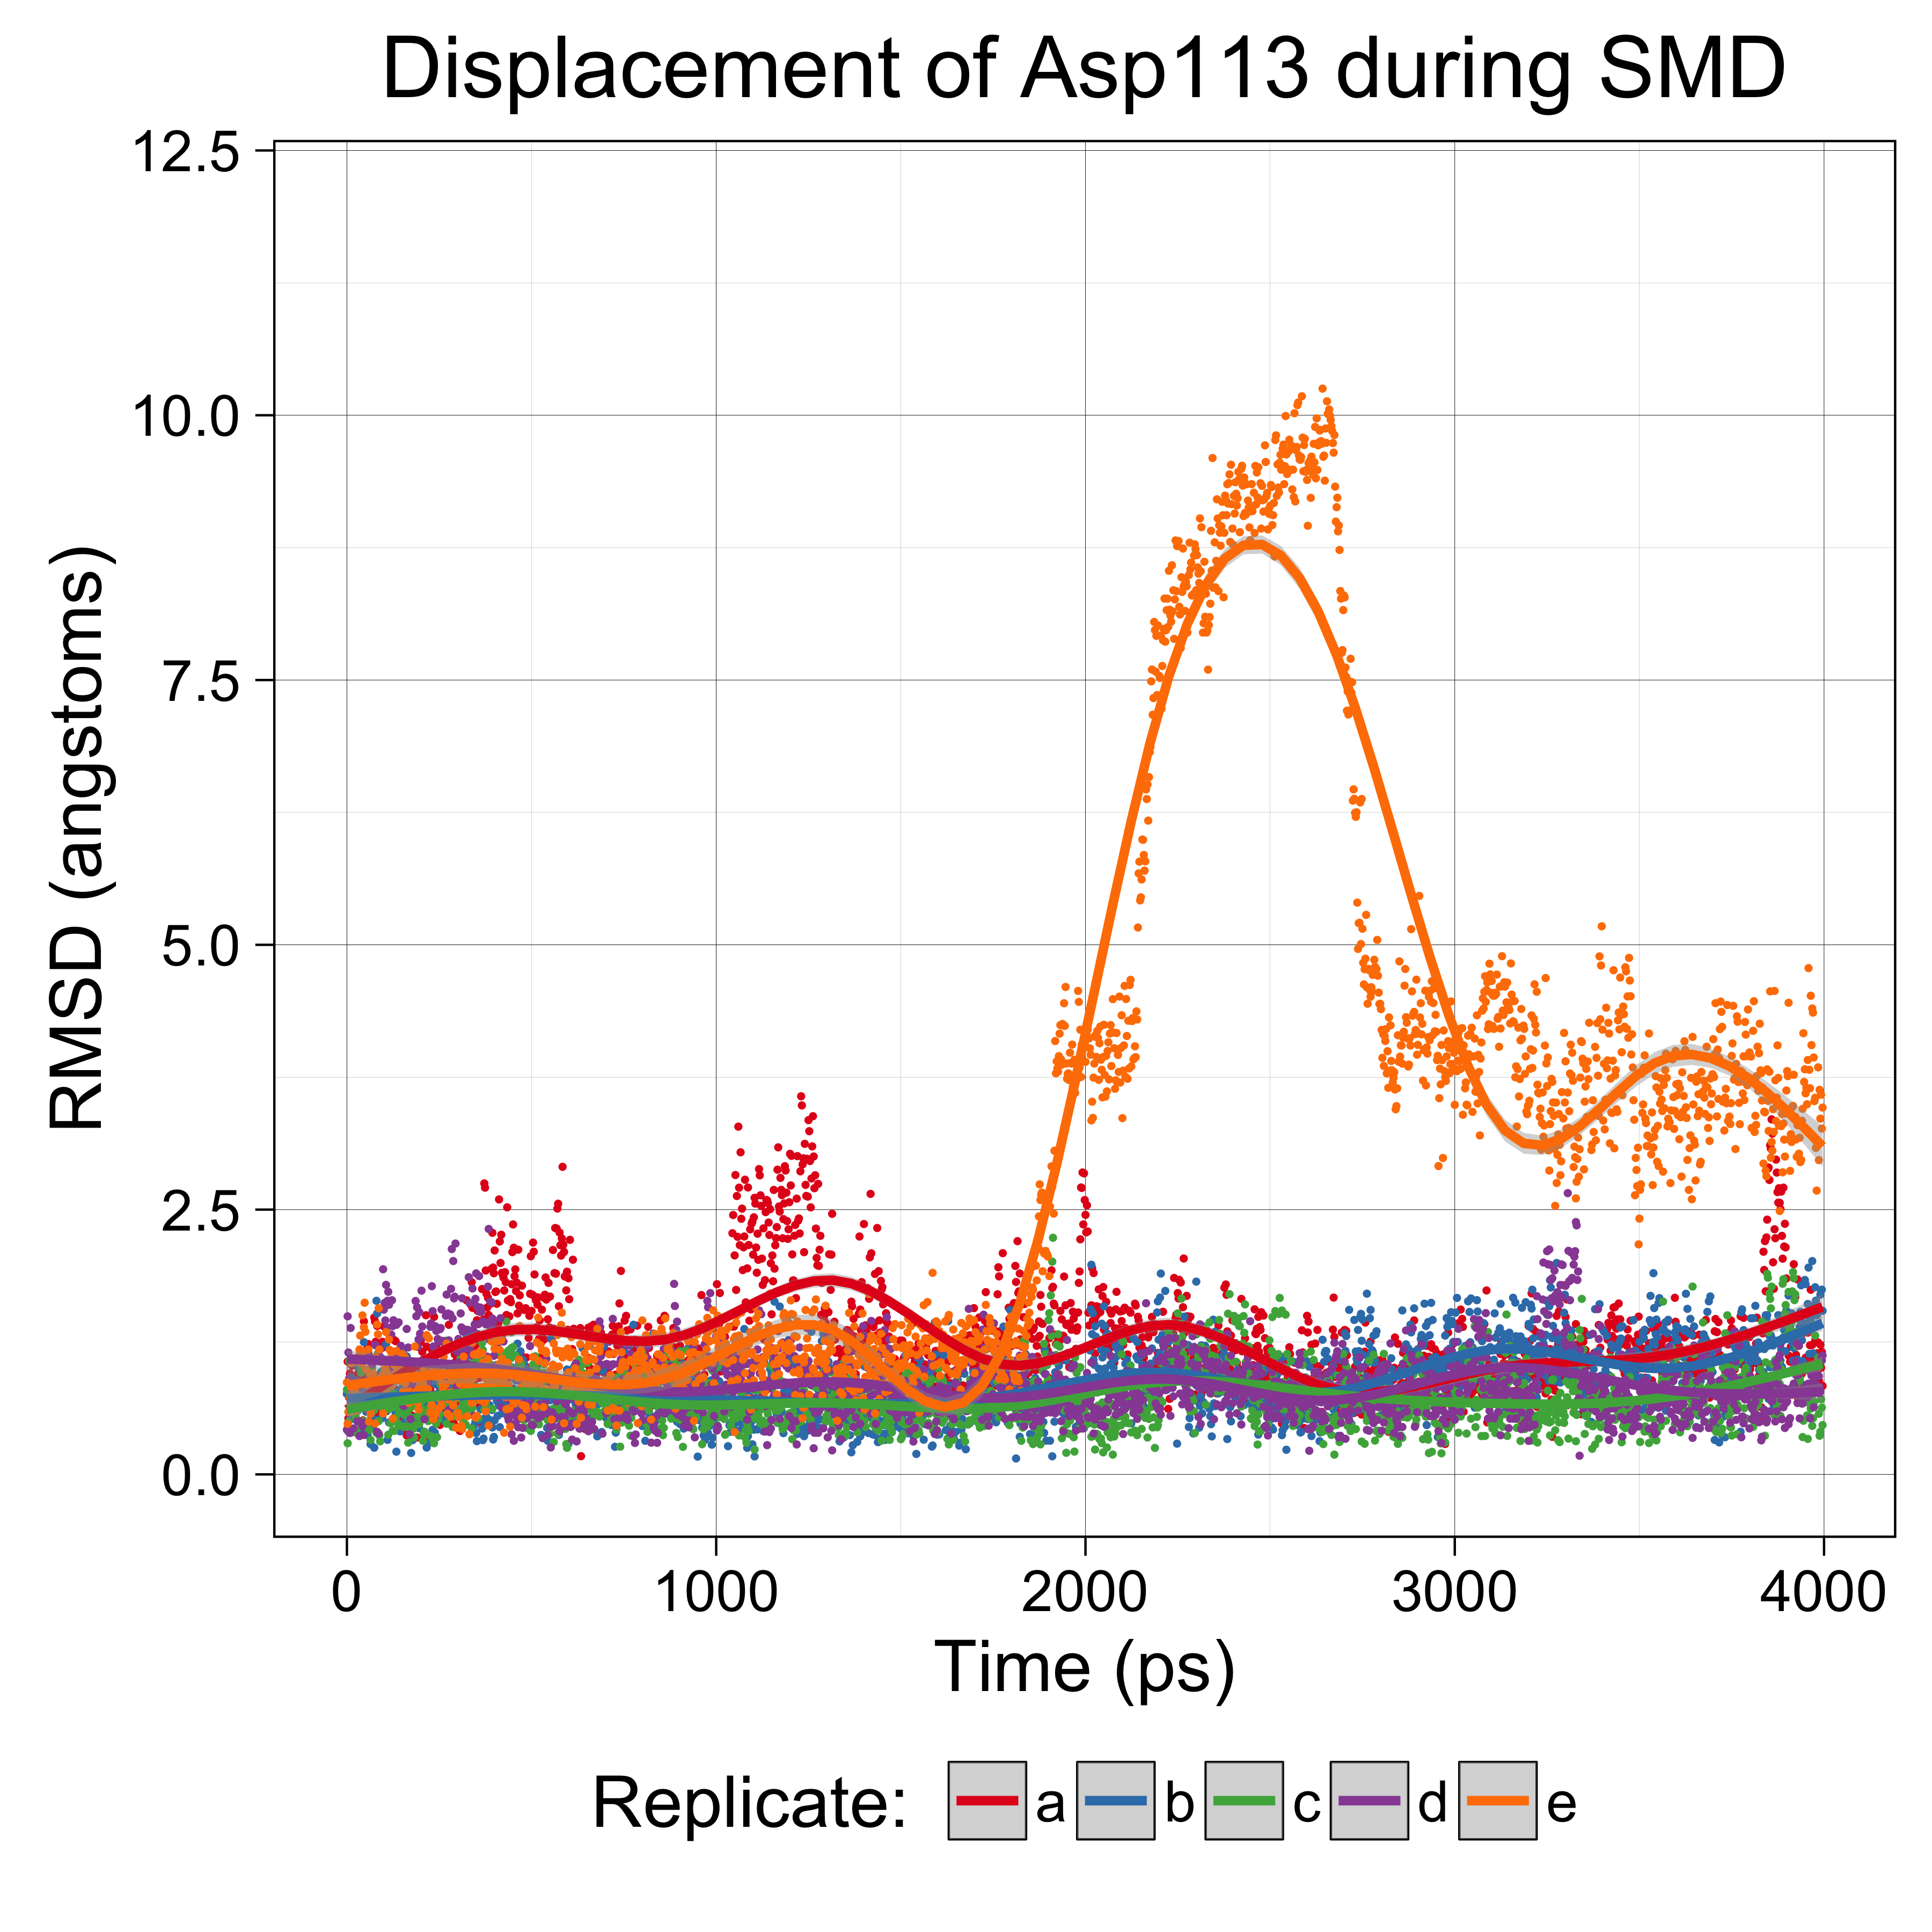 Displacement of Asp113 during SMD
12.5
10.0
7.5
5.0
2.5
0.0
RMSD (angstoms)
0 1000 2000 3000 4000
Time (ps)
Replicate: a b c d e